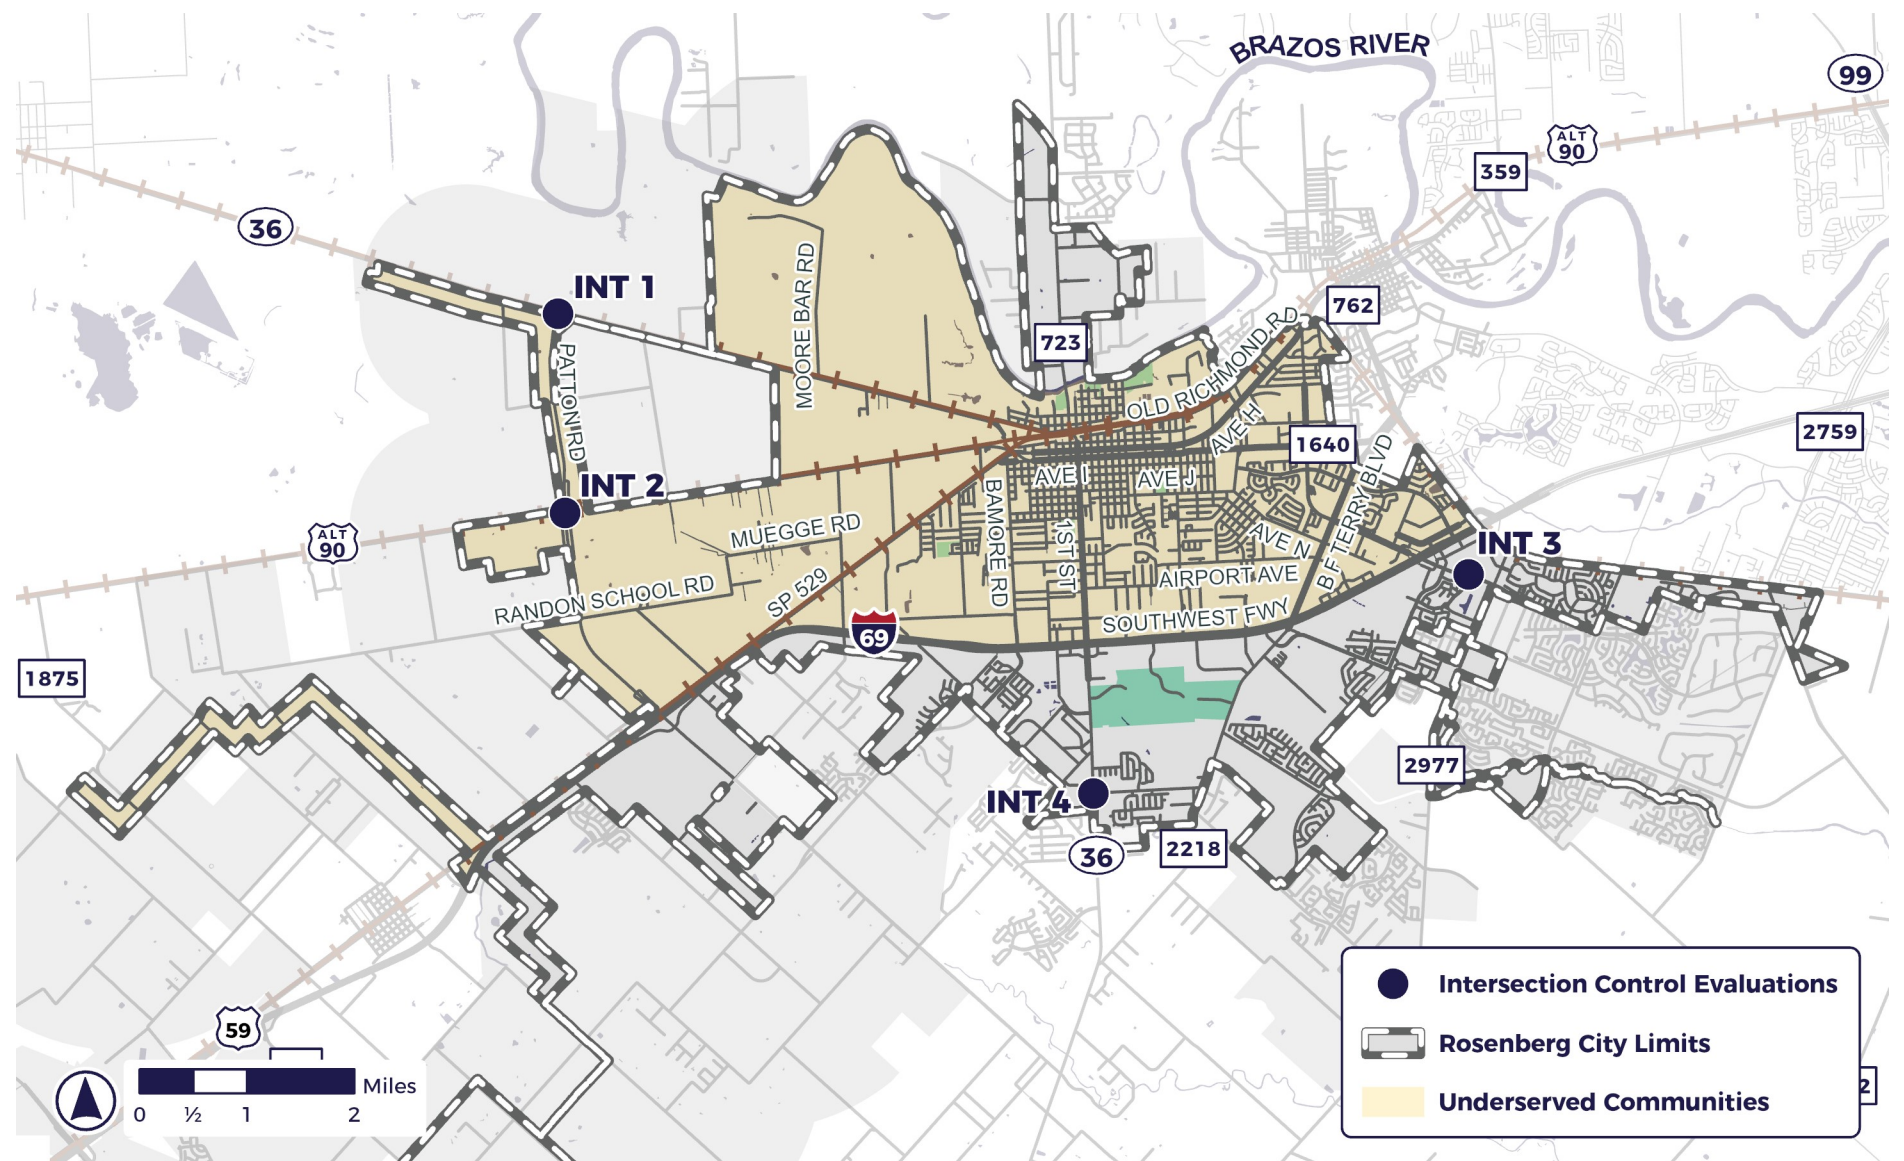 BRAZOS RIVER
99
ALT
90
359
36
INT 1
MOORE BAR RD
762
723
OLD RICHMOND RD
PATTON RD
AVE H
1640
2759
INT 2
AVE I
AVE J
BAMORE RD
1ST ST
MUEGGE RD
AVE N
B F TERRY BLVD
INT 3
ALT
90
AIRPORT AVE
SP 529
RANDON SCHOOL RD
SOUTHWEST FWY
69
1875
2977
INT 4
36
2218
59
Intersection Control Evaluations
Rosenberg City Limits
Underserved Communities
2
Miles
0 ½ 1 2